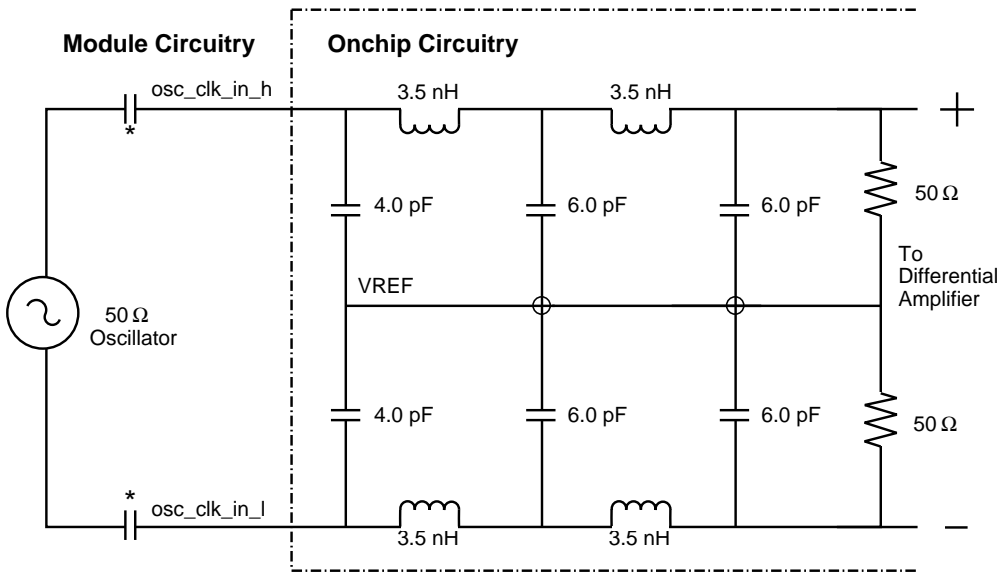 Module Circuitry
Onchip Circuitry
osc_clk_in_h
3.5 nH
3.5 nH
+
*
4.0 pF
6.0 pF
6.0 pF
50 Ω
VREF
To
Differential
Amplifier
50 Ω
Oscillator
4.0 pF
6.0 pF
6.0 pF
50 Ω
*
osc_clk_in_l
3.5 nH
3.5 nH
–